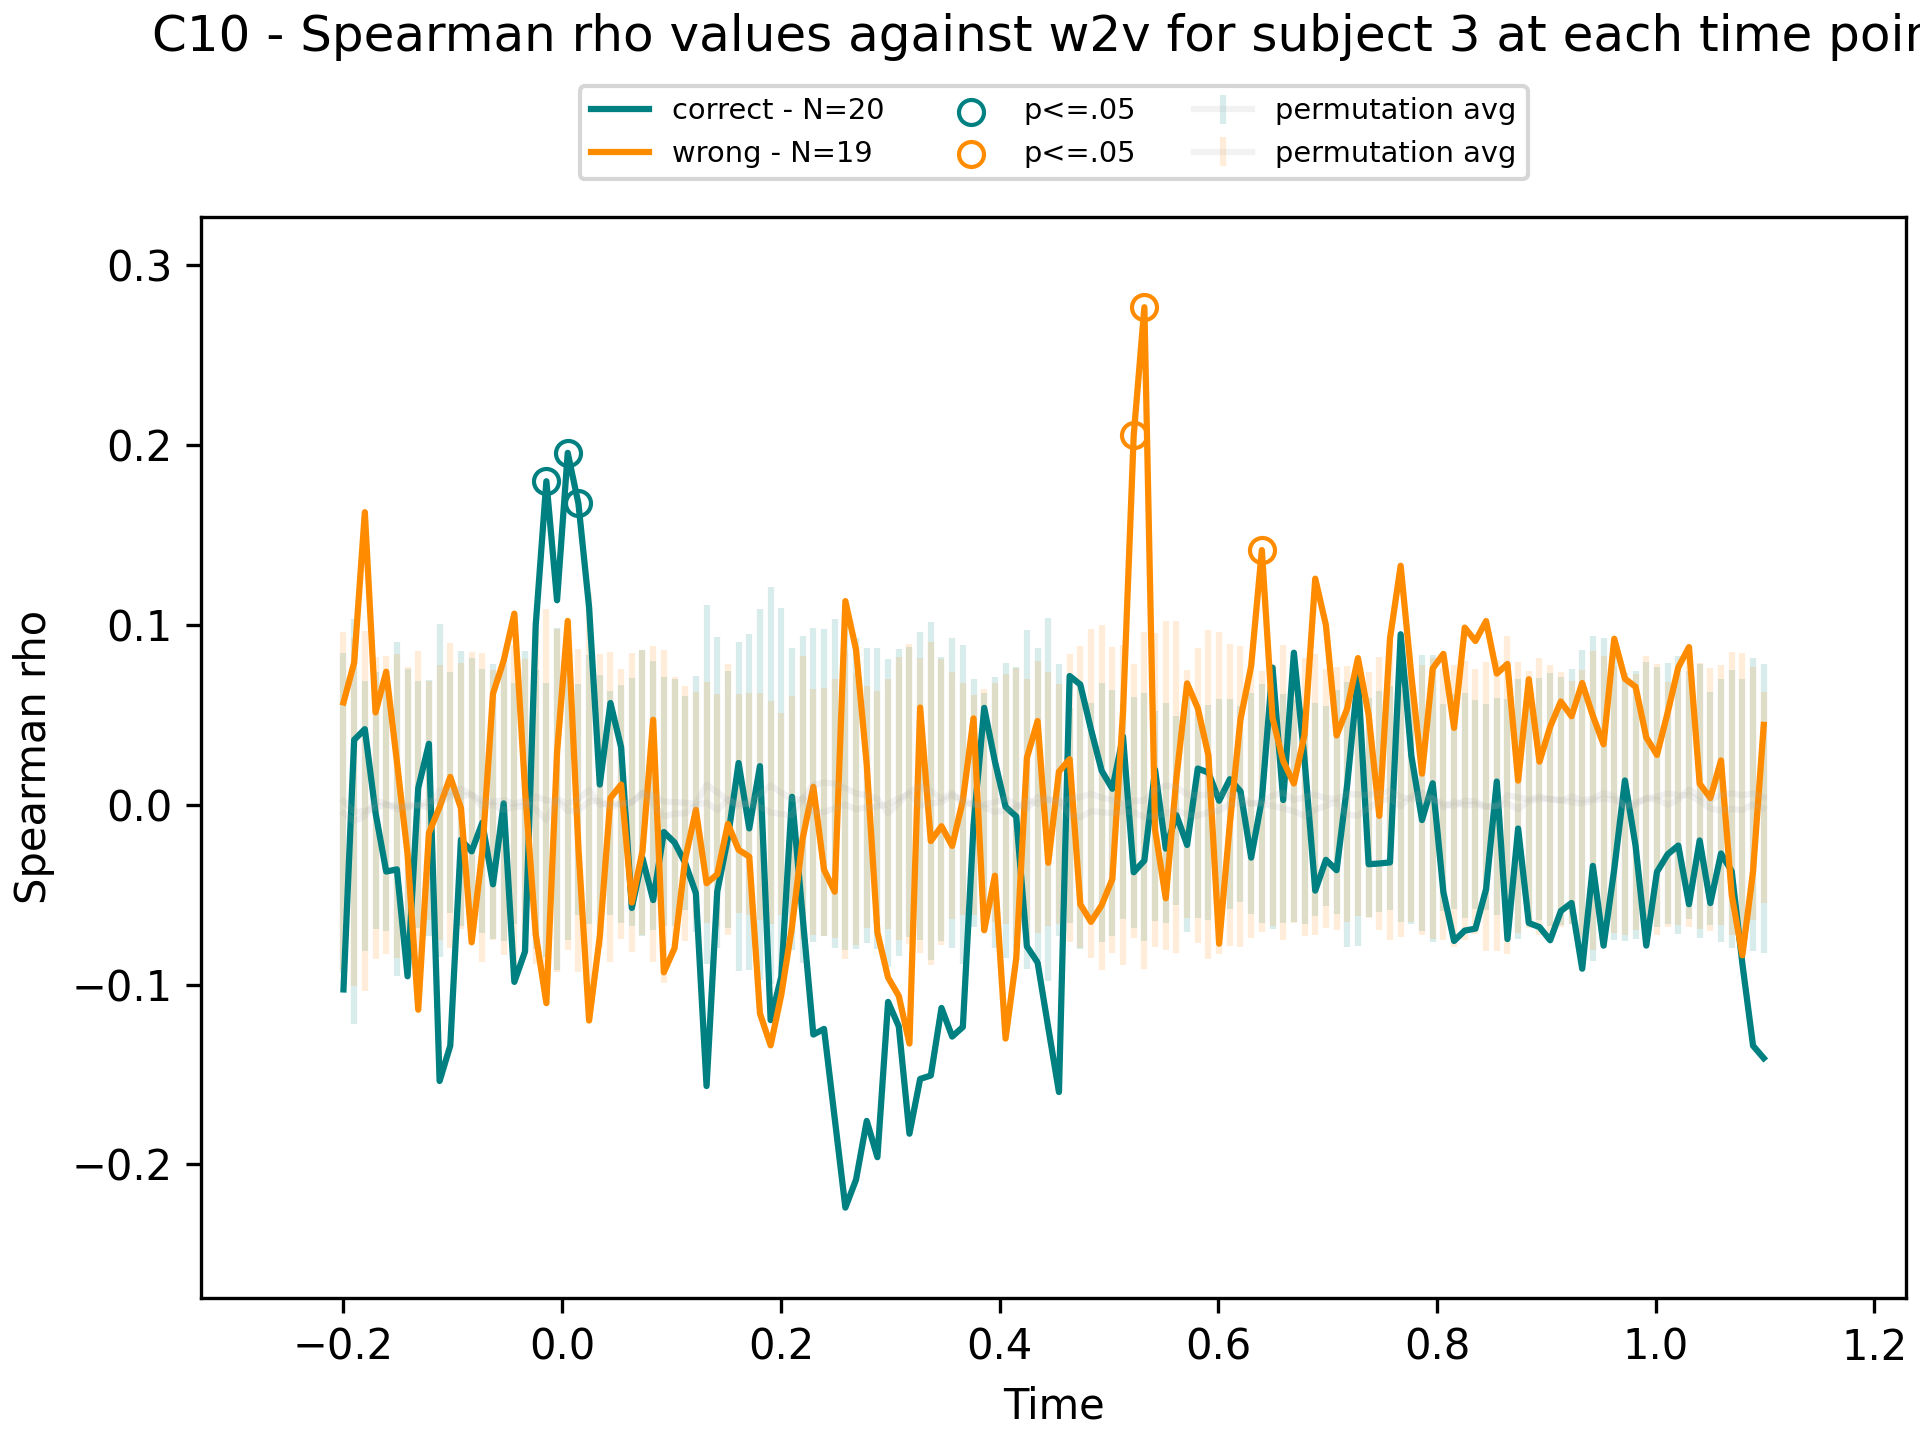 C10 - Spearman rho values against w2v for subject 3 at each time poin
correct - N=20
p<=.05
permutation avg
wrong - N=19
p<=.05
permutation avg
Spearman rho
0.3
0.2
0.1
0.0
−0.1
−0.2
−0.2
0.0
0.2
0.4
0.6
0.8
1.0
1.2
Time